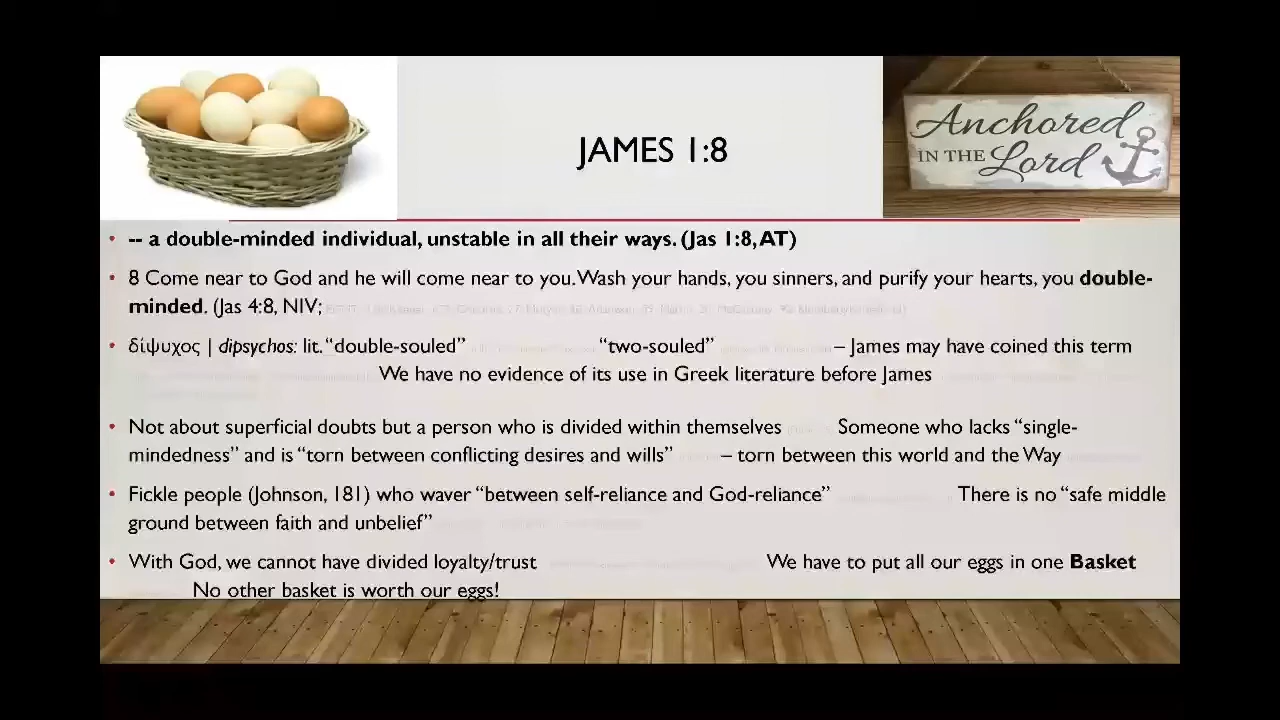 JAMES 1:8
Anchored
IN THE Lord
-- a double-minded individual, unstable in all their ways. (Jas 1:8, AT)
8 Come near to God and he will come near to you. Wash your hands, you sinners, and purify your hearts, you double-
minded. (Jas 4:8, NIV;
δίψυχος | dipsychos: lit. “double-souled” “two-souled” – James may have coined this term
We have no evidence of its use in Greek literature before James
Not about superficial doubts but a person who is divided within themselves Someone who lacks “single-
mindedness” and is “torn between conflicting desires and wills” – torn between this world and the Way
Fickle people (Johnson, 181) who waver “between self-reliance and God-reliance” There is no “safe middle
ground between faith and unbelief”
With God, we cannot have divided loyalty/trust We have to put all our eggs in one Basket
No other basket is worth our eggs!